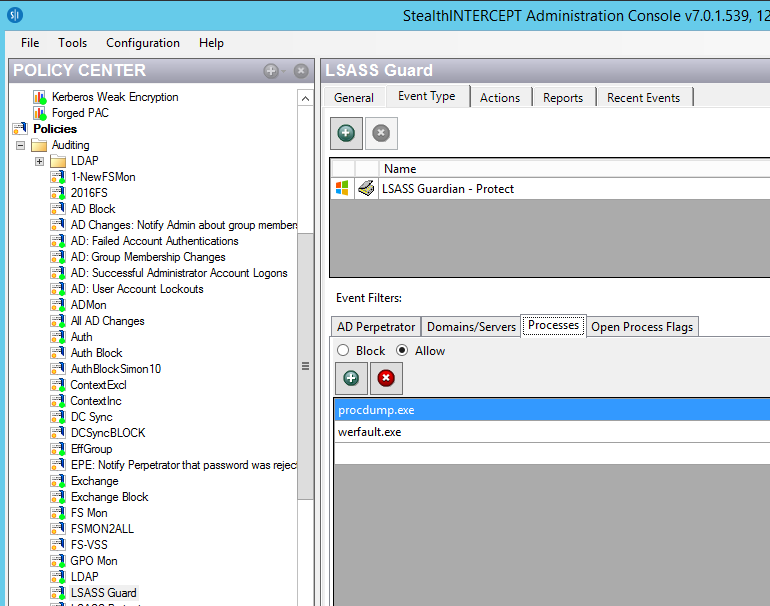 StealthINTERCEPT Administration Console v7.0.1.539, 12
File Tools Configuration Help
POLICY CENTER
Kerberos Weak Encryption
Forged PAC
Policies
Auditing
LDAP
1-NewFSMon
2016FS
AD Block
AD Changes: Notify Admin about group members
AD: Failed Account Authentications
AD: Group Membership Changes
AD: Successful Administrator Account Logons
AD: User Account Lockouts
ADMon
All AD Changes
Auth
Auth Block
AuthBlockSimon10
ContextExcl
ContextInc
DC Sync
DCSyncBLOCK
EffGroup
EPE: Notify Perpetrator that password was reject
Exchange
Exchange Block
FS Mon
FSMON2ALL
FS-VSS
GPO Mon
LDAP
LSASS Guard
LSASS Guard
General Event Type Actions Reports Recent Events
Name
LSASS Guardian - Protect
Event Filters:
AD Perpetrator Domains/Servers Processes Open Process Flags
Block Allow
procdump.exe
werfault.exe